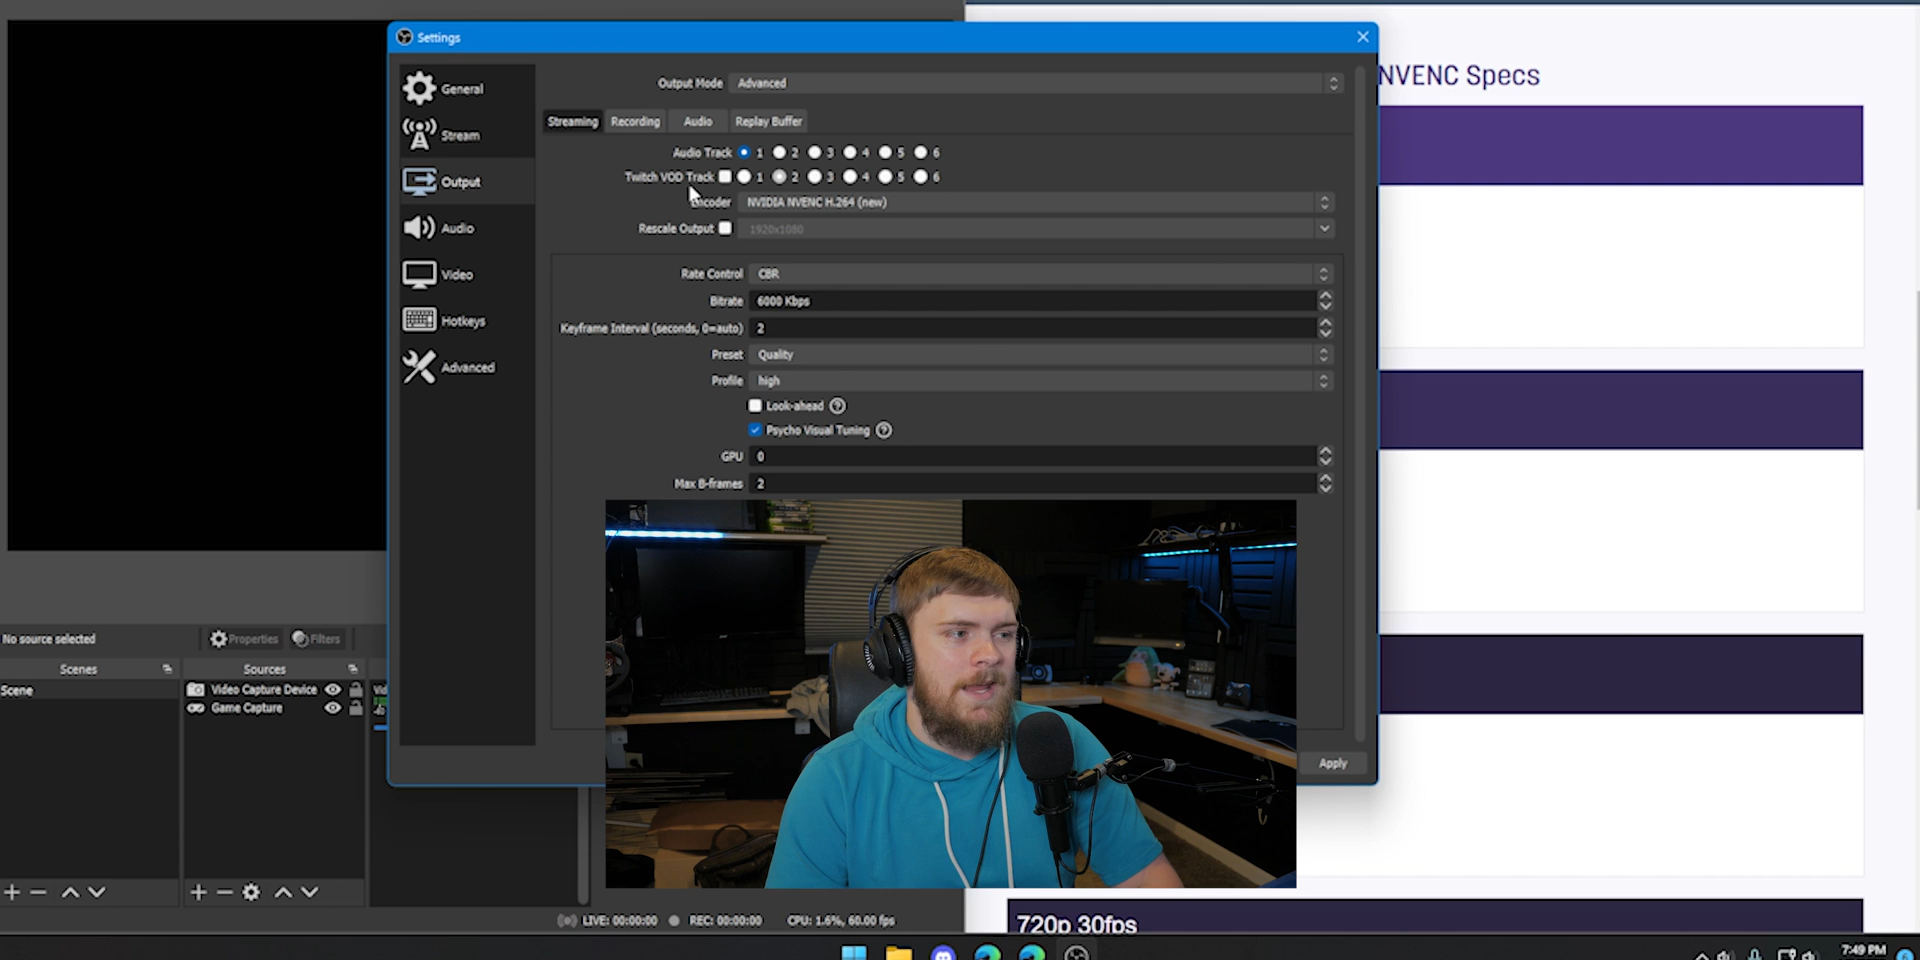 Settings
NVENC Specs
General
Stream
Output
Audio
Video
Hotkeys
Advanced
Output Mode Advanced
Streaming Recording Audio Replay Buffer
Audio Track 1 2 3 4 5 6
Twitch VOD Track 1 2 3 4 5 6
Encoder NVIDIA NVENC H.264 (new)
Rescale Output 1920x1080
Rate Control CBR
Bitrate 6000 Kbps
Keyframe Interval (seconds, 0=auto) 2
Preset Quality
Profile high
Look-ahead ?
Psycho Visual Tuning ?
GPU 0
Max B-frames 2
Apply
No source selected
Properties Filters
Scenes Sources
Scene
Video Capture Device
Game Capture
Vid
LIVE: 00:00:00 REC: 00:00:00 CPU: 1.6%, 60.00 fps
720p 30fps
7:49 PM